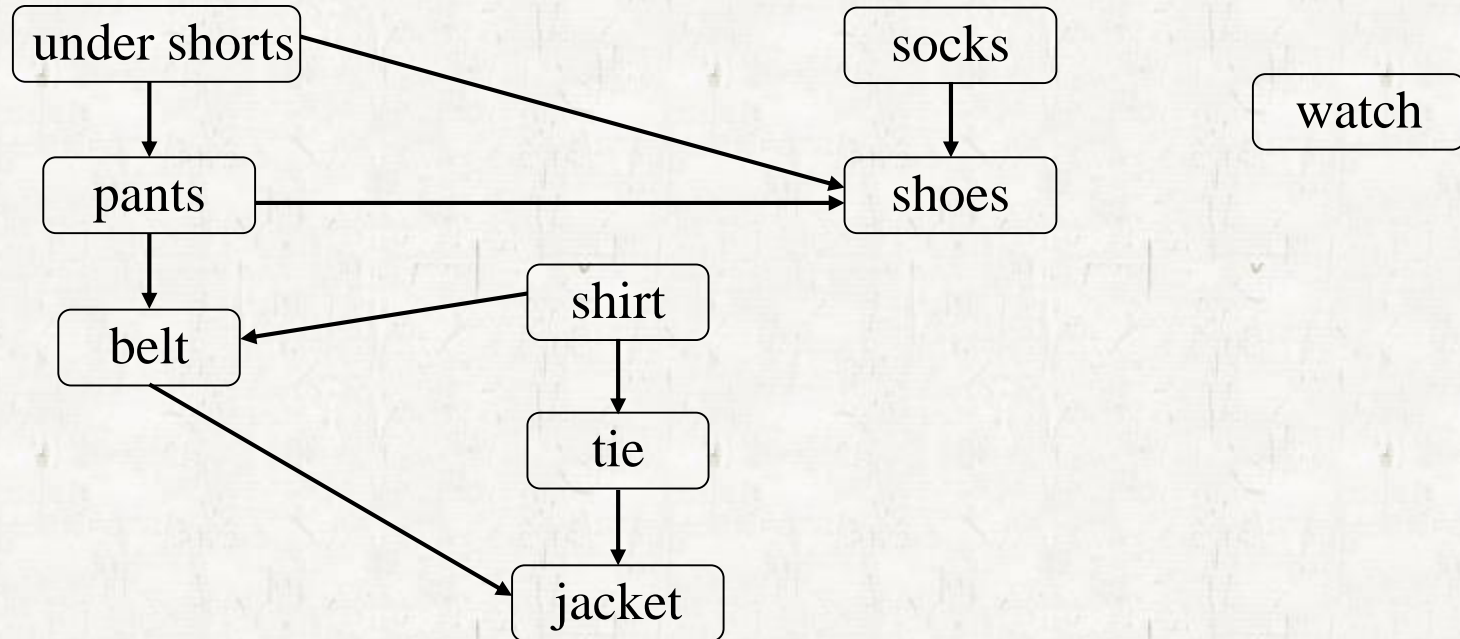 under shorts
socks
watch
pants
shoes
shirt
belt
tie
jacket